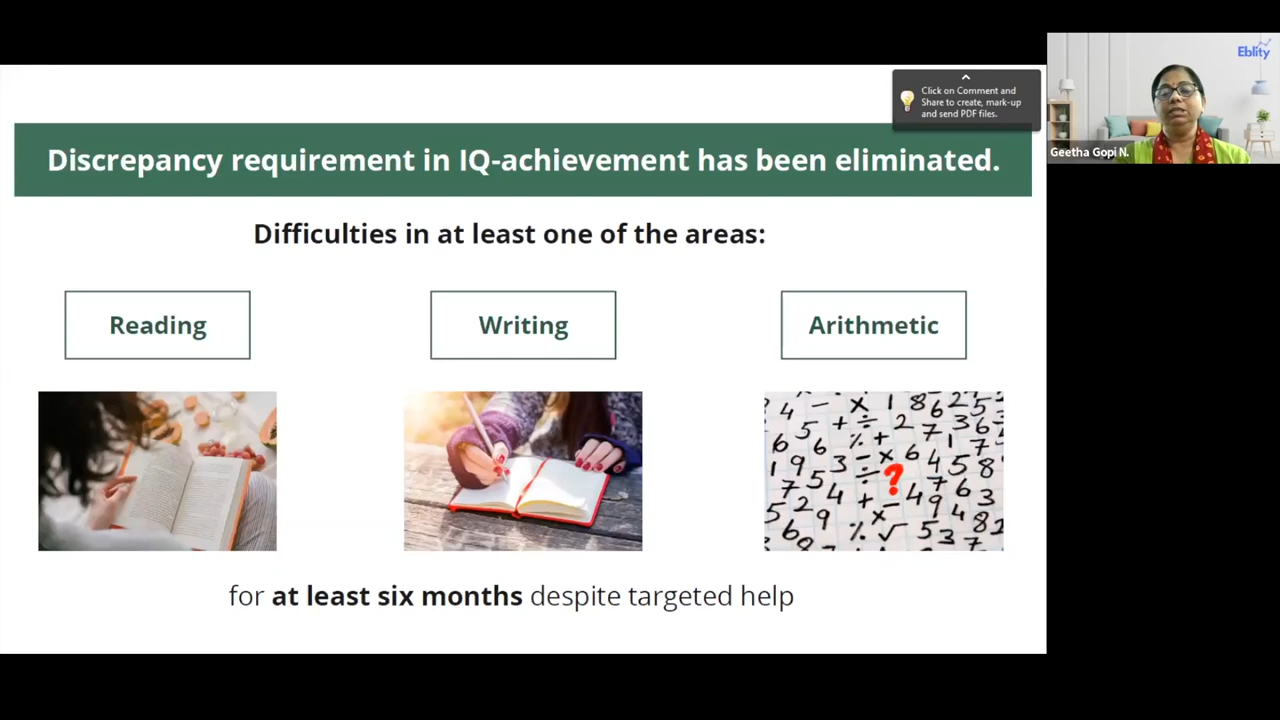 Eblity
Click on Comment and
Share to create, mark-up
and send PDF files.
Geetha Gopi N.
Discrepancy requirement in IQ-achievement has been eliminated.
Difficulties in at least one of the areas:
Reading
Writing
Arithmetic
for at least six months despite targeted help